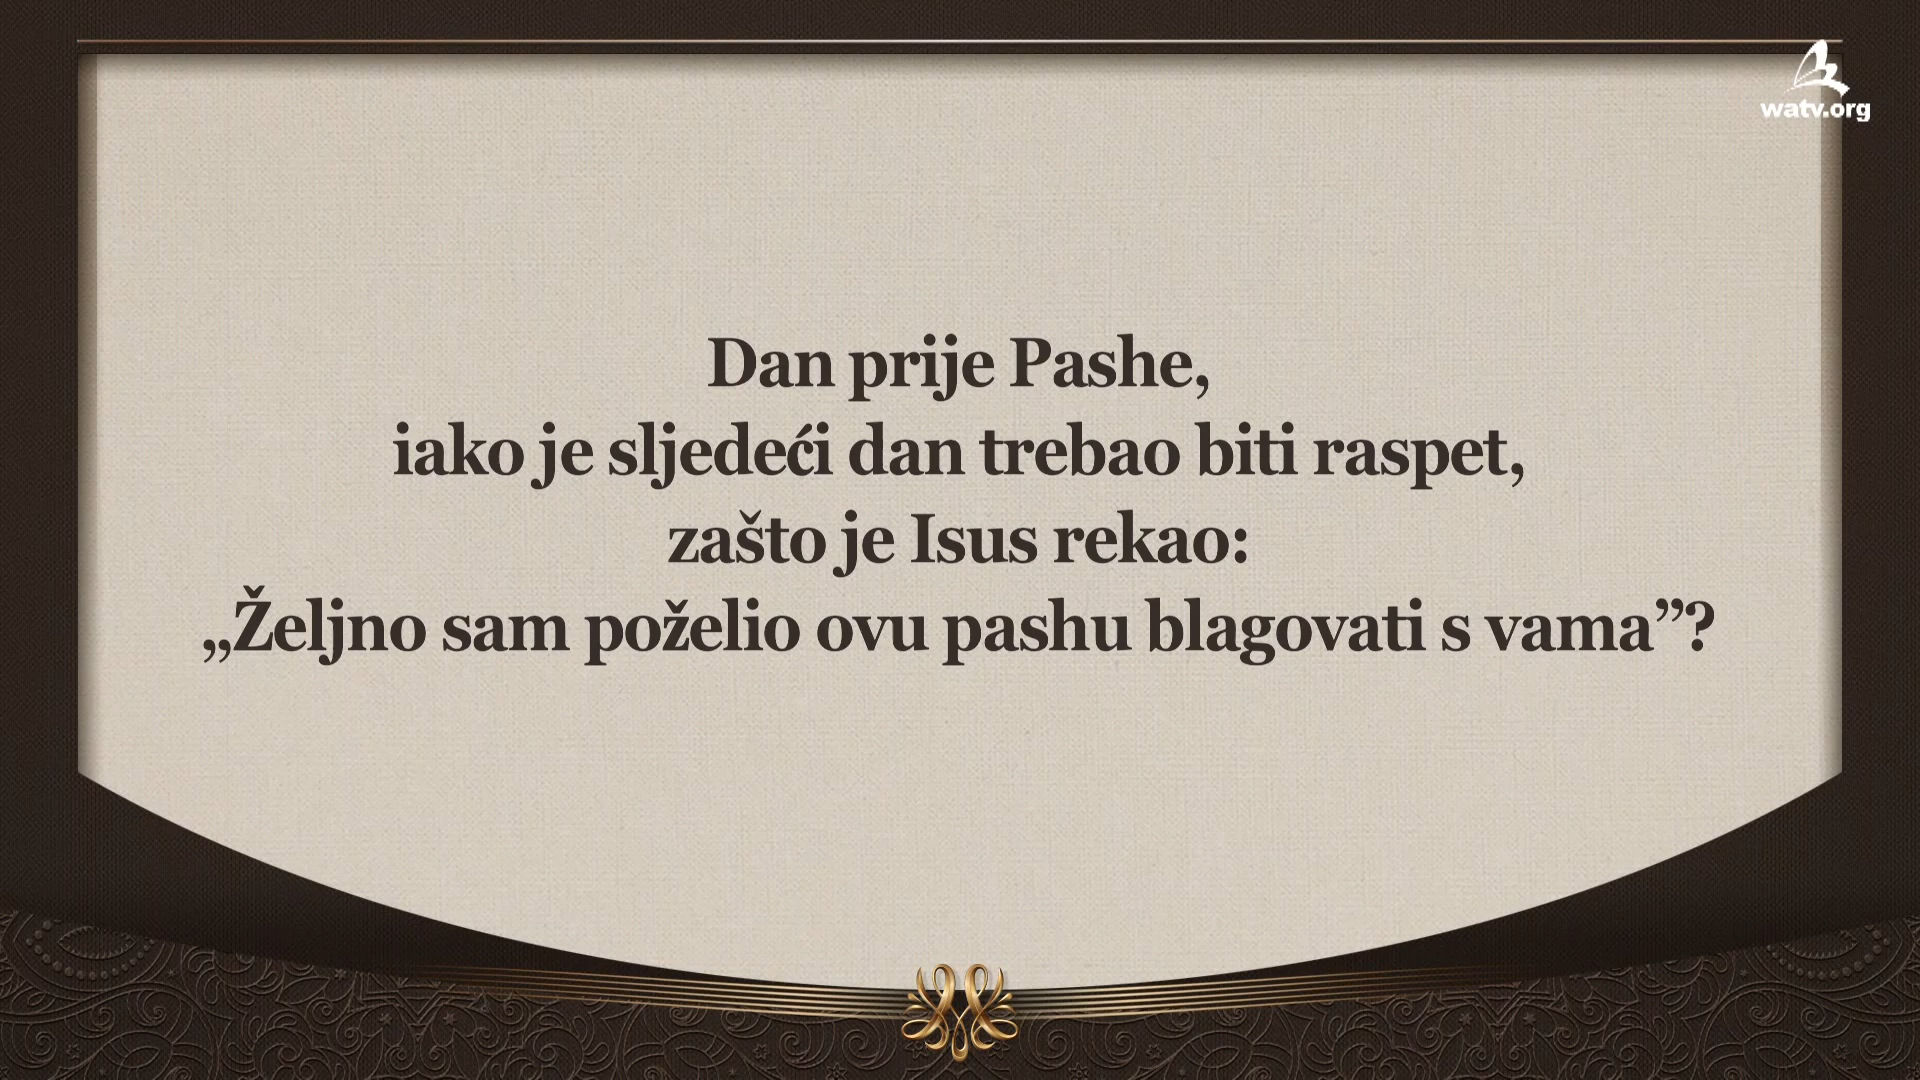 watv.org
Dan prije Pashe,
iako je sljedeći dan trebao biti raspet,
zašto je Isus rekao:
„Željno sam poželio ovu pashu blagovati s vama”?